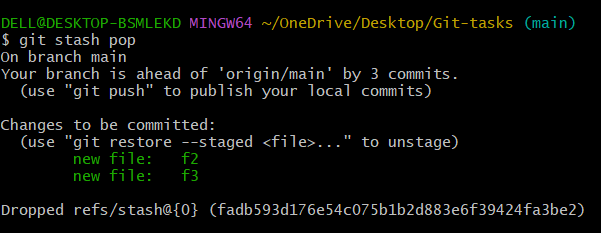 DELL@DESKTOP-BSMLEKD MINGW64 ~/OneDrive/Desktop/Git-tasks (main)
$ git stash pop
On branch main
Your branch is ahead of 'origin/main' by 3 commits.
  (use "git push" to publish your local commits)

Changes to be committed:
  (use "git restore --staged <file>..." to unstage)
        new file:   f2
        new file:   f3

Dropped refs/stash@{0} (fadb593d176e54c075b1b2d883e6f39424fa3be2)